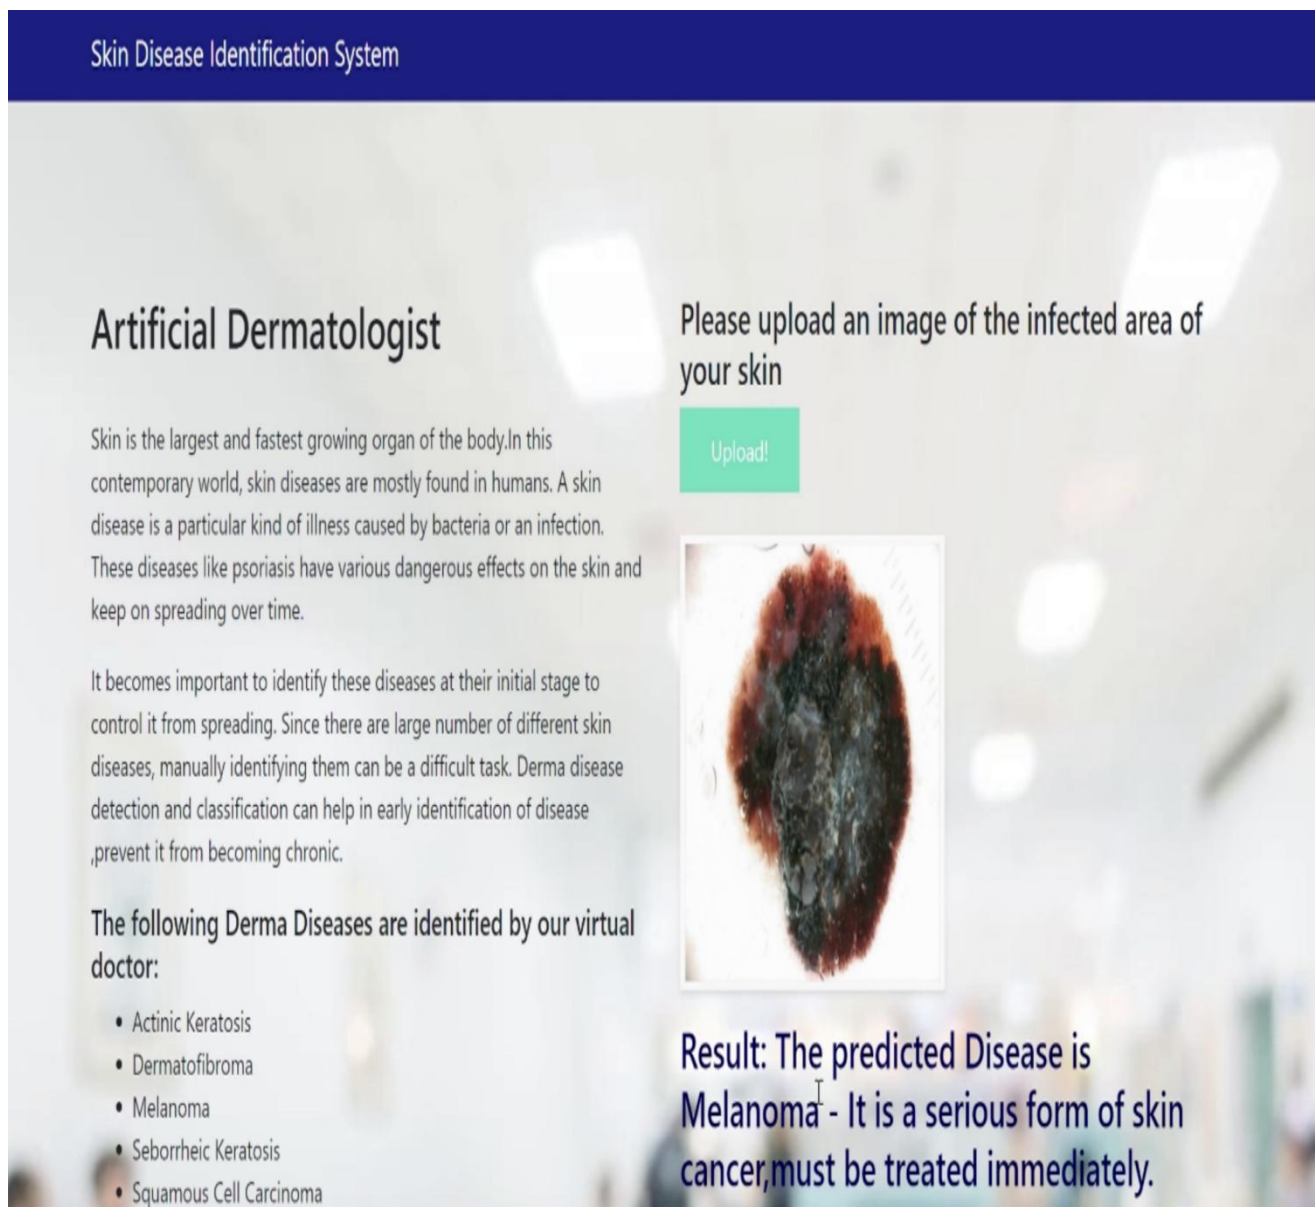 Skin Disease Identification System
Artificial Dermatologist
Skin is the largest and fastest growing organ of the body.In this
contemporary world, skin diseases are mostly found in humans. A skin
disease is a particular kind of illness caused by bacteria or an infection.
These diseases like psoriasis have various dangerous effects on the skin and
keep on spreading over time.
It becomes important to identify these diseases at their initial stage to
control it from spreading. Since there are large number of different skin
diseases, manually identifying them can be a difficult task. Derma disease
detection and classification can help in early identification of disease
,prevent it from becoming chronic.
The following Derma Diseases are identified by our virtual
doctor:
• Actinic Keratosis
• Dermatofibroma
• Melanoma
• Seborrheic Keratosis
• Squamous Cell Carcinoma
Please upload an image of the infected area of
your skin
Upload!
Result: The predicted Disease is
Melanoma - It is a serious form of skin
cancer,must be treated immediately.